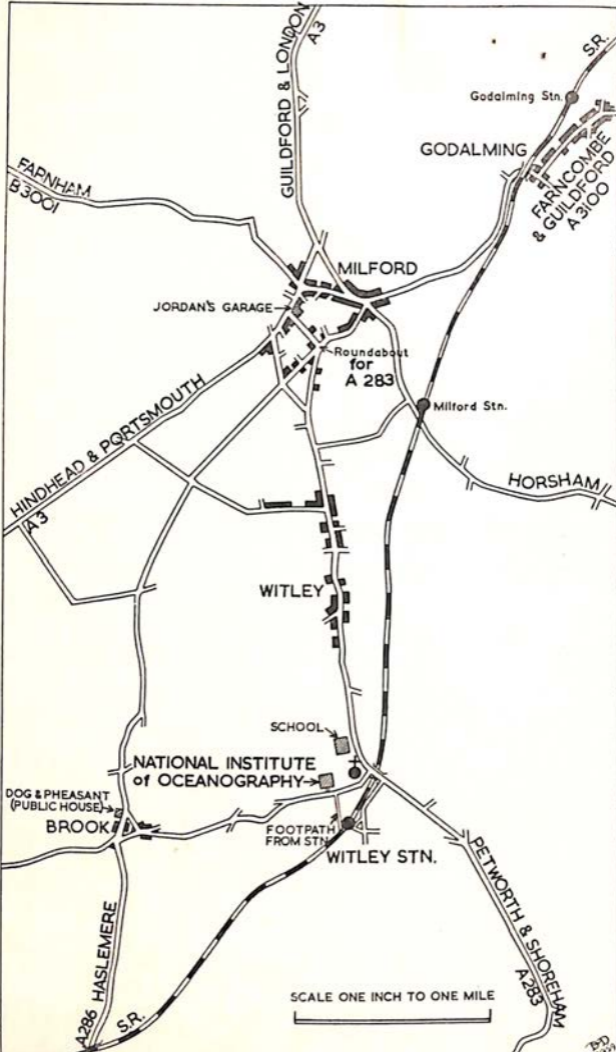 GUILDFORD & LONDON
A3
S.R.
Godalming Stn.
GODALMING
FARNCOMBE
& GUILDFORD
A 3100
FARNHAM
B 3001
MILFORD
JORDAN'S GARAGE
Roundabout
for
A 283
Milford Stn.
HINDHEAD & PORTSMOUTH
A3
HORSHAM
WITLEY
SCHOOL
NATIONAL INSTITUTE
of OCEANOGRAPHY
DOG & PHEASANT
(PUBLIC HOUSE)
BROOK
FOOTPATH
FROM STN.
WITLEY STN.
PETWORTH & SHOREHAM
A283
A286 HASLEMERE
S.R.
SCALE ONE INCH TO ONE MILE